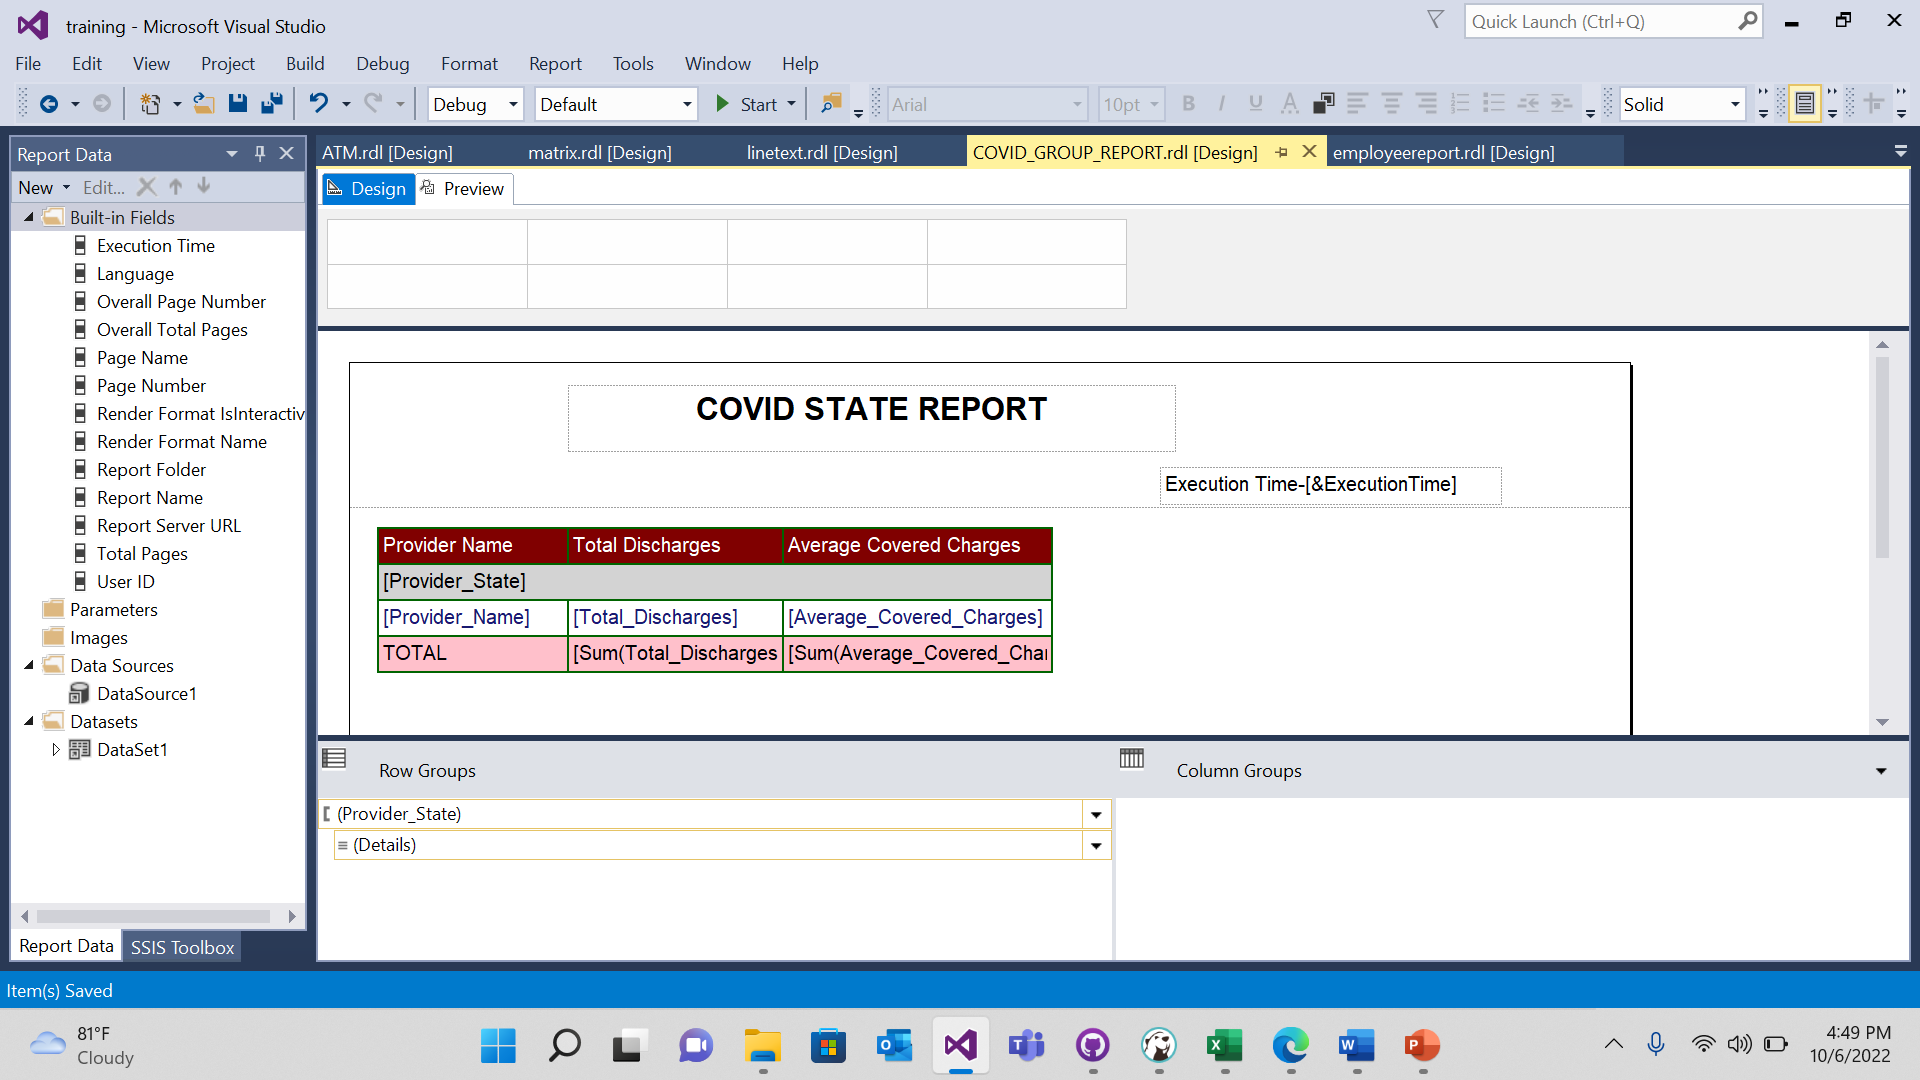 training - Microsoft Visual Studio
Quick Launch (Ctrl+Q)
File Edit View Project Build Debug Format Report Tools Window Help
Debug Default Start Arial 10pt B I U A Solid
Report Data
ATM.rdl [Design] matrix.rdl [Design] linetext.rdl [Design] COVID_GROUP_REPORT.rdl [Design] employeereport.rdl [Design]
New Edit...
Design Preview
Built-in Fields
Execution Time
Language
Overall Page Number
Overall Total Pages
Page Name
Page Number
Render Format IsInteractiv
Render Format Name
Report Folder
Report Name
Report Server URL
Total Pages
User ID
Parameters
Images
Data Sources
DataSource1
Datasets
DataSet1
Report Data SSIS Toolbox
COVID STATE REPORT
Execution Time-[&ExecutionTime]
Provider Name Total Discharges Average Covered Charges
[Provider_State]
[Provider_Name] [Total_Discharges] [Average_Covered_Charges]
TOTAL [Sum(Total_Discharges [Sum(Average_Covered_Char
Row Groups Column Groups
(Provider_State)
(Details)
Item(s) Saved
81°F
Cloudy
4:49 PM
10/6/2022